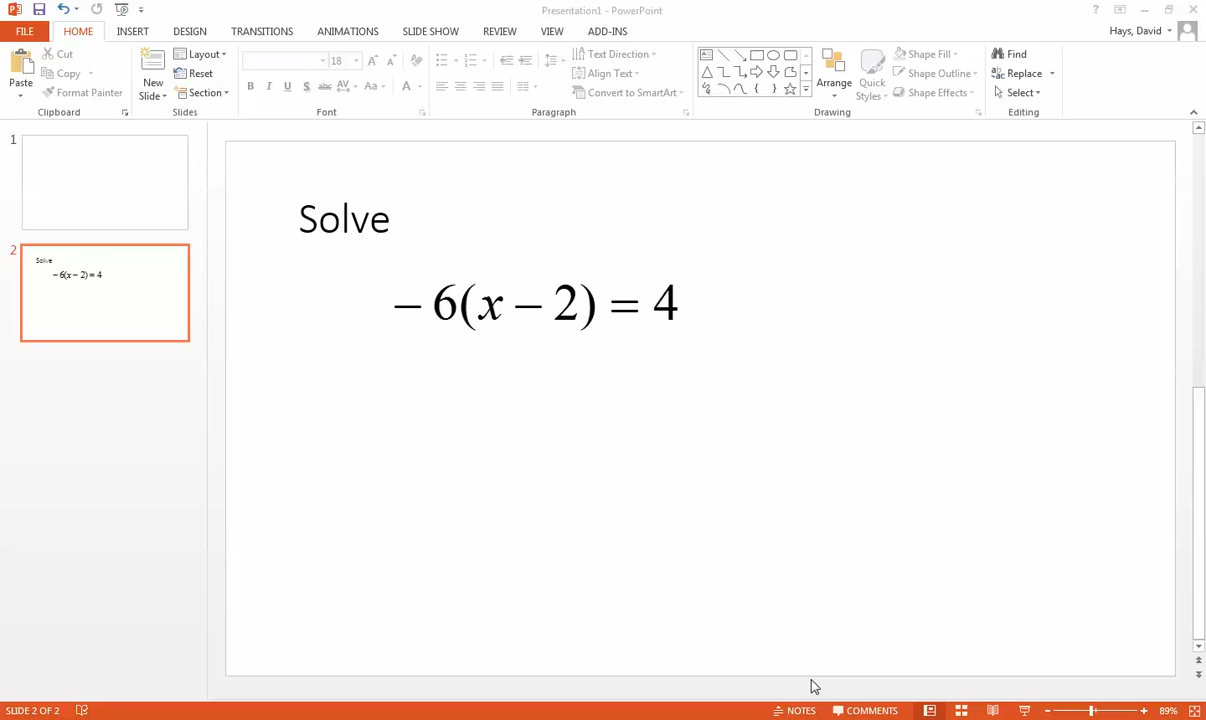 Presentation1 - PowerPoint
FILE HOME INSERT DESIGN TRANSITIONS ANIMATIONS SLIDE SHOW REVIEW VIEW ADD-INS Hays, David
Paste
Cut
Copy
Format Painter
Clipboard
New Slide
Layout
Reset
Section
Slides
18
B I U S abc AV Aa A
Font
Text Direction
Align Text
Convert to SmartArt
Paragraph
Arrange
Quick Styles
Shape Fill
Shape Outline
Shape Effects
Drawing
Find
Replace
Select
Editing
1
2
Solve
− 6(x − 2) = 4
Solve
− 6(x − 2) = 4
SLIDE 2 OF 2 NOTES COMMENTS 89%